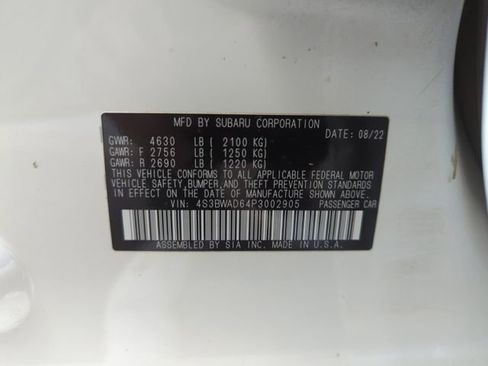 MFD BY SUBARU CORPORATION
DATE: 08/22
GVWR: 4630 LB [ 2100 KG]
GAWR: F 2756 LB [ 1250 KG]
GAWR: R 2690 LB [ 1220 KG]
THIS VEHICLE CONFORMS TO ALL APPLICABLE FEDERAL MOTOR
VEHICLE SAFETY, BUMPER, AND THEFT PREVENTION STANDARDS
IN EFFECT ON THE DATE OF MANUFACTURE SHOWN ABOVE.
VIN: 4S3BWAD64P3002905 PASSENGER CAR
ASSEMBLED BY SIA INC. MADE IN U.S.A.